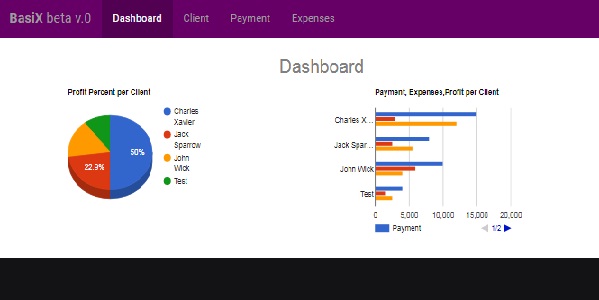 BasiX beta v.0 Dashboard Client Payment Expenses
Dashboard
Profit Percent per Client
50%
22.9%
Charles
Xavier
Jack
Sparrow
John
Wick
Test
Payment, Expenses,Profit per Client
Charles X...
Jack Spar...
John Wick
Test
0 5,000 10,000 15,000 20,000
Payment 1/2